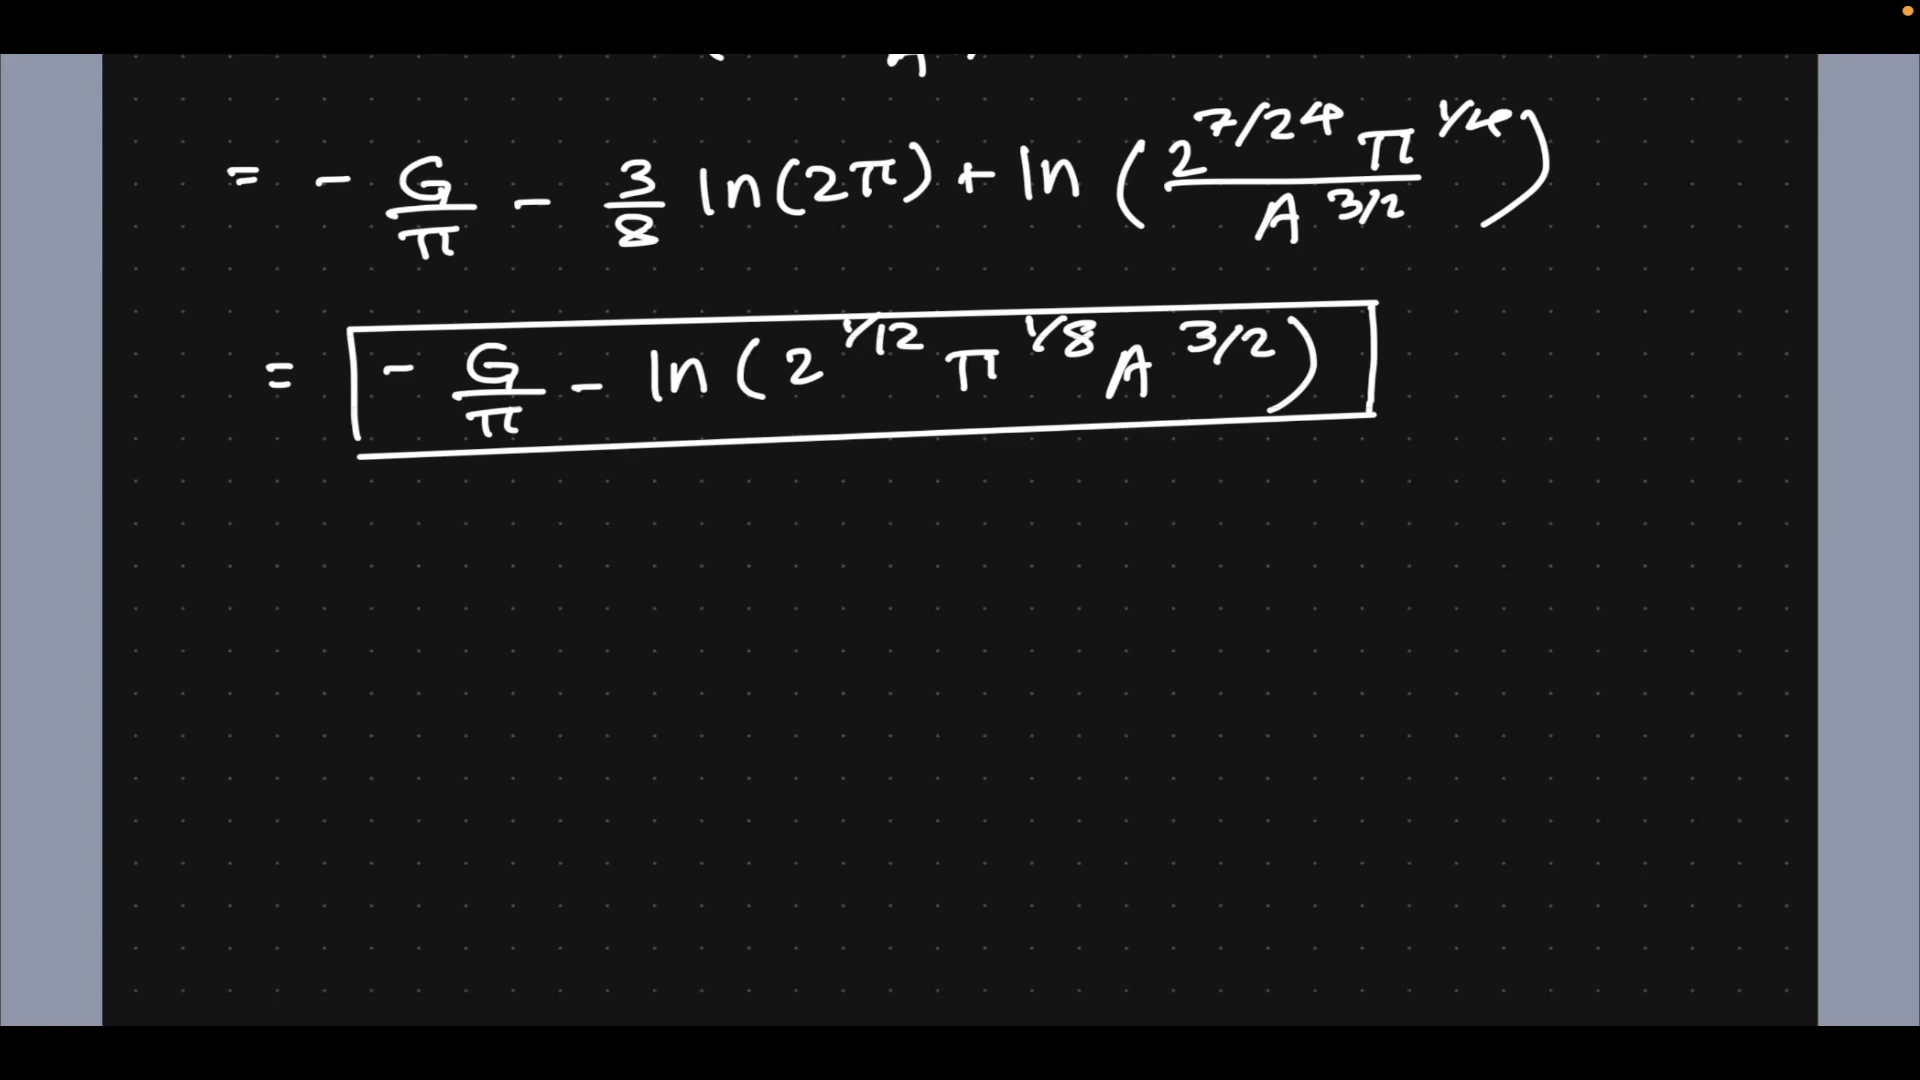 = - G/π - 3/8 ln(2π) + ln(2^7/24 π^1/4 / A^3/2)
= - G/π - ln(2^1/12 π^1/8 A^3/2)